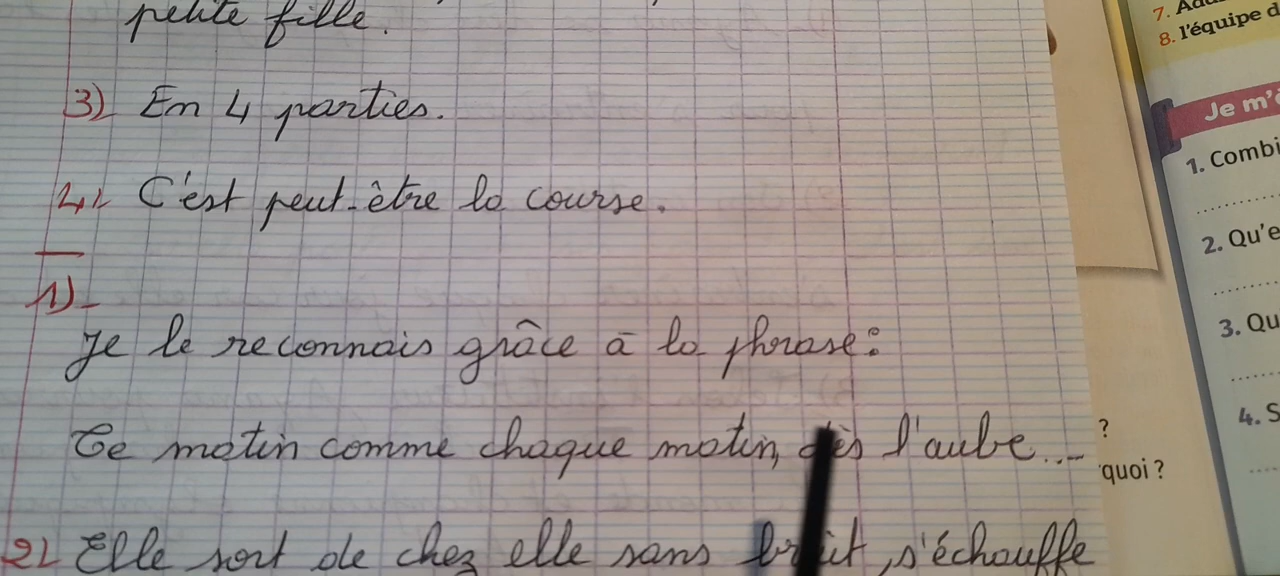 petite fille.
3) En 4 parties.
4) C'est peut-être la course.
1)-
Je le reconnais grâce à la phrase:
Ce matin comme chaque matin, dès l'aube...
2) Elle sort de chez elle sans bruit, s'échauffe
7.
8. l'équipe d
Je m'
1. Combi
2. Qu'e
3. Qu
4. S
?
quoi ?